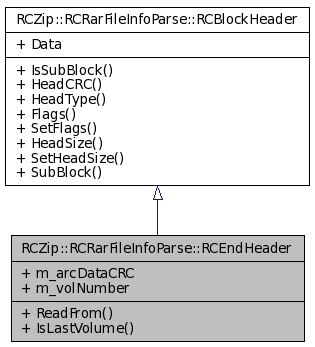 RCZip::RCRarFileInfoParse::RCBlockHeader
+ Data
+ IsSubBlock()
+ HeadCRC()
+ HeadType()
+ Flags()
+ SetFlags()
+ HeadSize()
+ SetHeadSize()
+ SubBlock()
RCZip::RCRarFileInfoParse::RCEndHeader
+ m_arcDataCRC
+ m_volNumber
+ ReadFrom()
+ IsLastVolume()